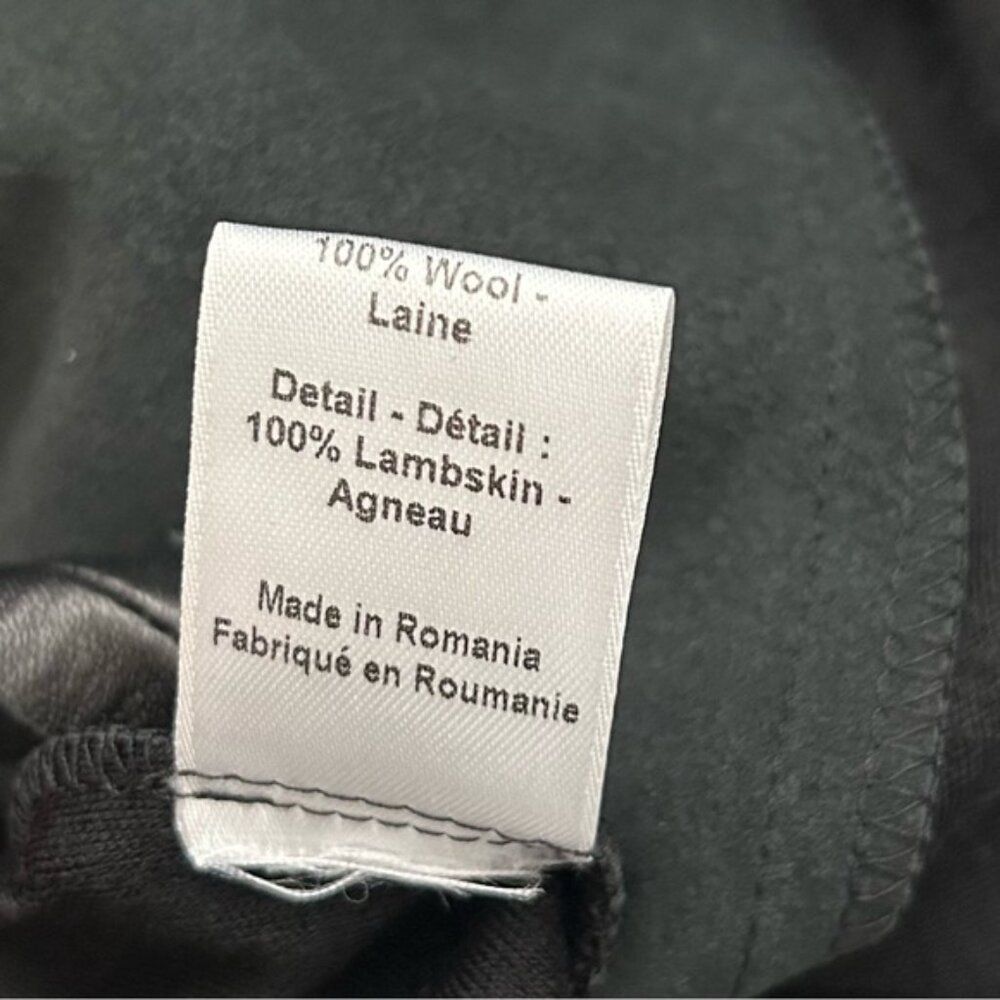 100% Wool -
Laine
Detail - Détail :
100% Lambskin -
Agneau
Made in Romania
Fabriqué en Roumanie